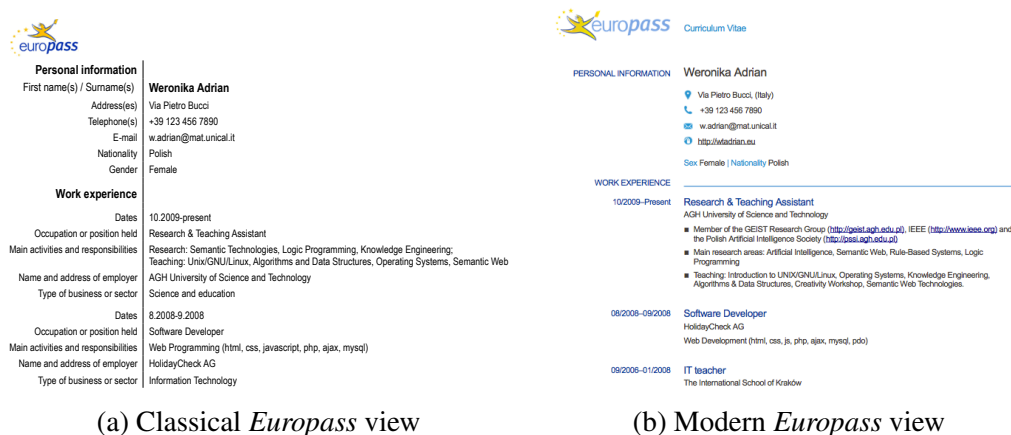 europass
Personal information
First name(s) / Surname(s) Weronika Adrian
Address(es) Via Pietro Bucci
Telephone(s) +39 123 456 7890
E-mail w.adrian@mat.unical.it
Nationality Polish
Gender Female
Work experience
Dates 10.2009-present
Occupation or position held Research & Teaching Assistant
Main activities and responsibilities Research: Semantic Technologies, Logic Programming, Knowledge Engineering;
Teaching: Unix/GNU/Linux, Algorithms and Data Structures, Operating Systems, Semantic Web
Name and address of employer AGH University of Science and Technology
Type of business or sector Science and education
Dates 8.2008-9.2008
Occupation or position held Software Developer
Main activities and responsibilities Web Programming (html, css, javascript, php, ajax, mysql)
Name and address of employer HolidayCheck AG
Type of business or sector Information Technology
(a) Classical Europass view
europass Curriculum Vitae
PERSONAL INFORMATION Weronika Adrian
Via Pietro Bucci, (Italy)
+39 123 456 7890
w.adrian@mat.unical.it
http://wtadrian.eu
Sex Female | Nationality Polish
WORK EXPERIENCE
10/2009–Present Research & Teaching Assistant
AGH University of Science and Technology
■ Member of the GEIST Research Group (http://geist.agh.edu.pl), IEEE (http://www.ieee.org) and
the Polish Artificial Intelligence Society (http://pssi.agh.edu.pl)
■ Main research areas: Artificial Intelligence, Semantic Web, Rule-Based Systems, Logic
Programming
■ Teaching: Introduction to UNIX/GNU/Linux, Operating Systems, Knowledge Engineering,
Algorithms & Data Structures, Creativity Workshop, Semantic Web Technologies.
08/2008–09/2008 Software Developer
HolidayCheck AG
Web Development (html, css, js, php, ajax, mysql, pdo)
09/2006–01/2008 IT teacher
The International School of Kraków
(b) Modern Europass view